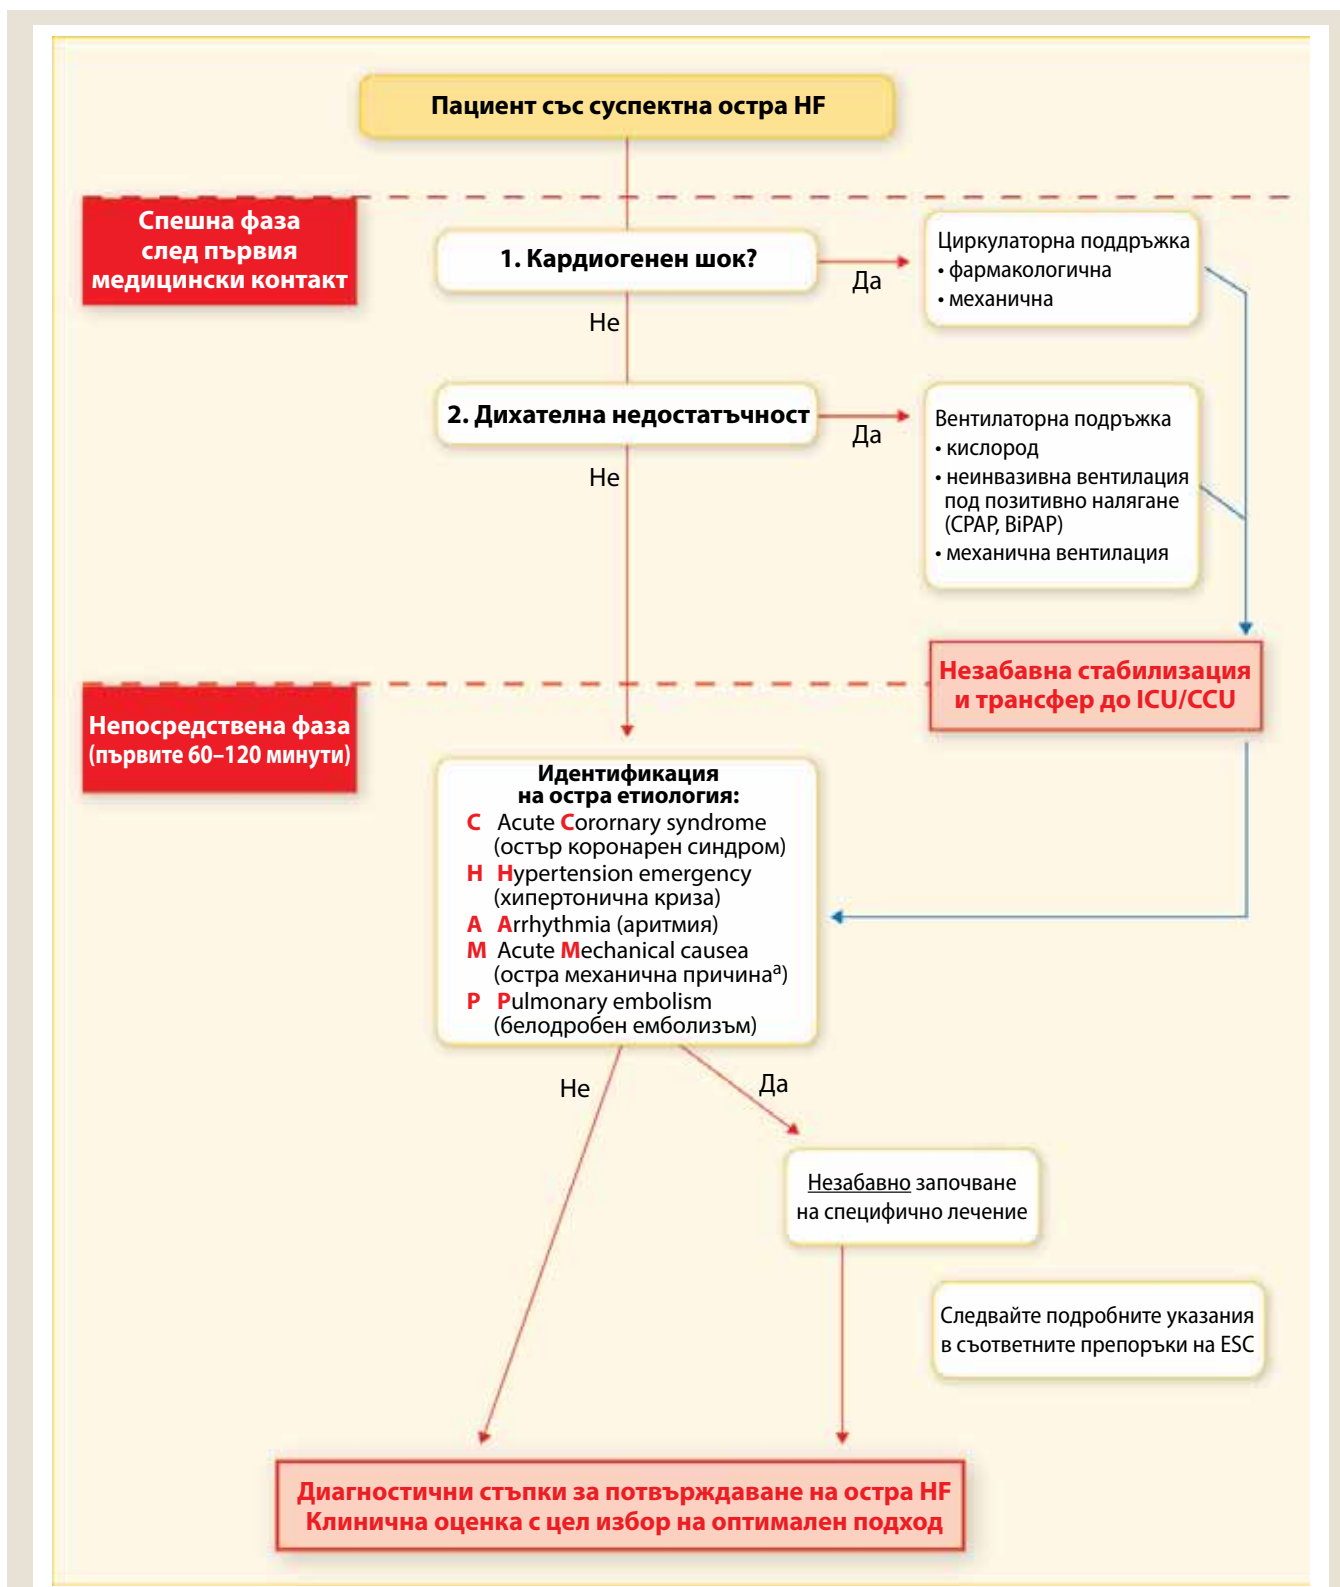 Пациент със суспектна остра HF
Спешна фаза
след първия
медицински контакт
1. Кардиогенен шок?
Да
Циркулаторна поддръжка
• фармакологична
• механична
Не
2. Дихателна недостатъчност
Да
Вентилаторна подръжка
• кислород
• неинвазивна вентилация
под позитивно налягане
(CPAP, BiPAP)
• механична вентилация
Не
Незабавна стабилизация
и трансфер до ICU/CCU
Непосредствена фаза
(първите 60–120 минути)
Идентификация
на остра етиология:
C Acute Corornary syndrome
(остър коронарен синдром)
H Hypertension emergency
(хипертонична криза)
A Arrhythmia (аритмия)
M Acute Mechanical causea
(остра механична причинаª)
P Pulmonary embolism
(белодробен емболизъм)
Не
Да
Незабавно започване
на специфично лечение
Следвайте подробните указания
в съответните препоръки на ESC
Диагностични стъпки за потвърждаване на остра HF
Клинична оценка с цел избор на оптимален подход